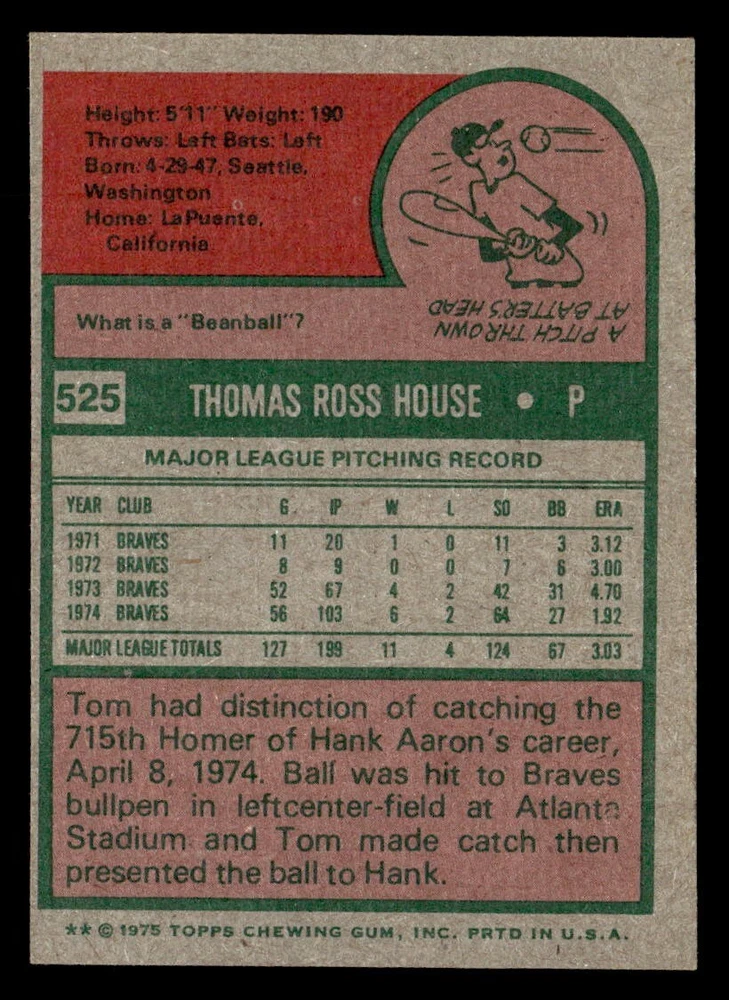 Height: 5'11" Weight: 190
Throws: Left Bats: Left
Born: 4-29-47, Seattle,
Washington
Home: LaPuente,
California
What is a "Beanball"?
A PITCH THROWN
AT BATTER'S HEAD
525 THOMAS ROSS HOUSE • P
MAJOR LEAGUE PITCHING RECORD
YEAR CLUB G IP W L SO BB ERA
1971 BRAVES 11 20 1 0 11 3 3.12
1972 BRAVES 8 9 0 0 7 6 3.00
1973 BRAVES 52 67 4 2 42 31 4.70
1974 BRAVES 56 103 6 2 64 27 1.92
MAJOR LEAGUE TOTALS 127 199 11 4 124 67 3.03
Tom had distinction of catching the
715th Homer of Hank Aaron's career,
April 8, 1974. Ball was hit to Braves
bullpen in leftcenter-field at Atlanta
Stadium and Tom made catch then
presented the ball to Hank.
** © 1975 TOPPS CHEWING GUM, INC. PRTD IN U.S.A.